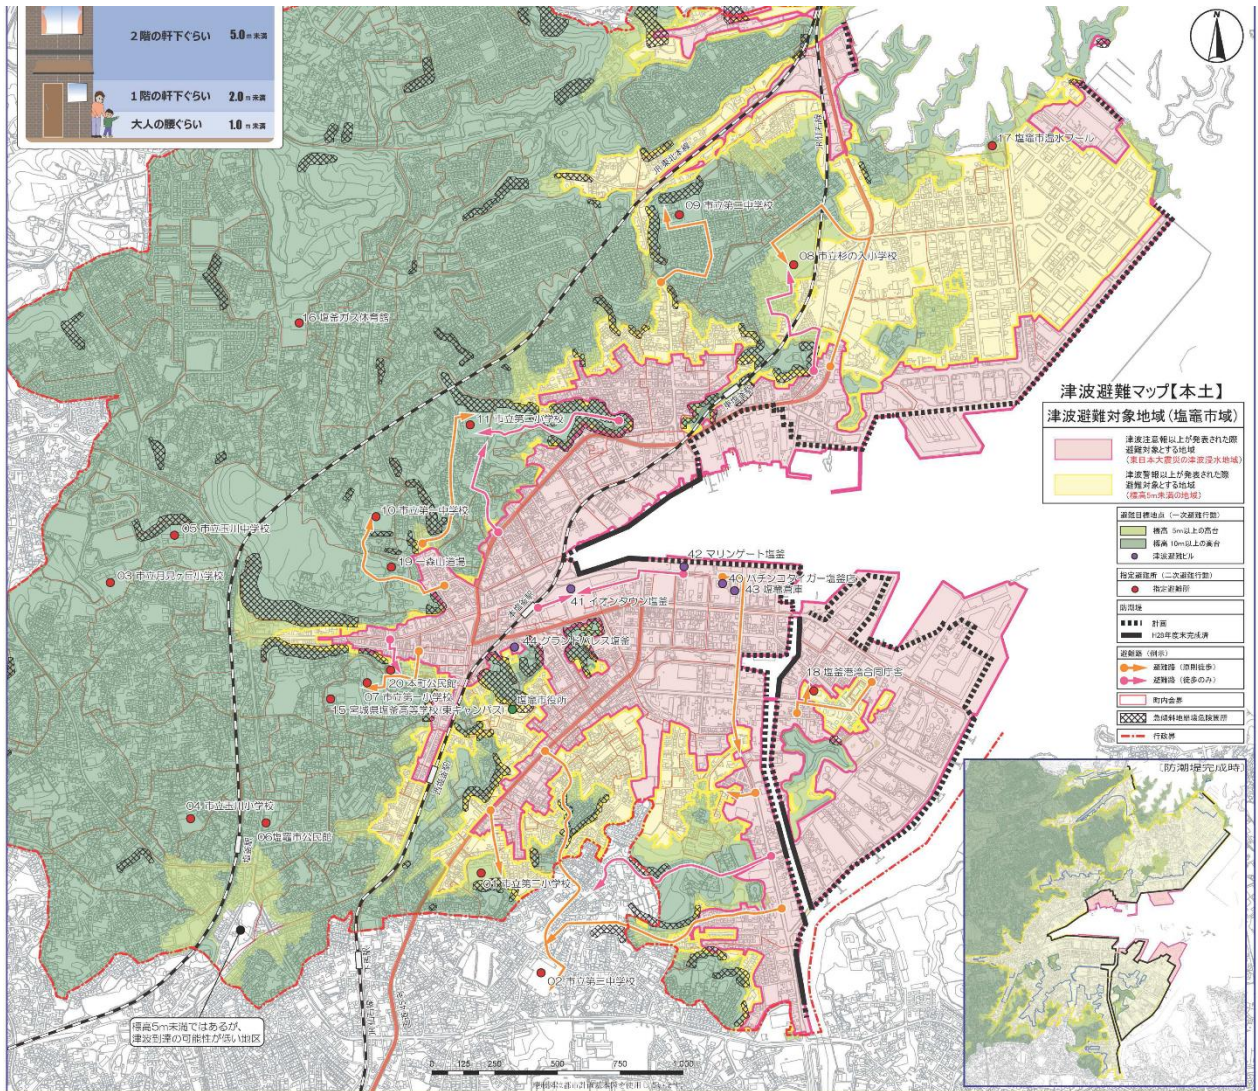 2階の軒下ぐらい 5.0m未満
1階の軒下ぐらい 2.0m未満
大人の腰ぐらい 1.0m未満
N
JR東北本線
17 塩竈市温水プール
09 市立第二中学校
08 市立杉の入小学校
16 塩釜ガス体育館
11 市立第二小学校
10 市立第一中学校
05 市立玉川中学校
19 一森山道場
03 市立月見ヶ丘小学校
42 マリンゲート塩釜
40 パチンコタイガー塩釜店
43 塩竈倉庫
41 イオンタウン塩釜
本塩釜駅
44 グランドパレス塩釜
18 塩釜港湾合同庁舎
20 本町公民館
07 市立第一小学校
塩竈市役所
15 宮城県塩釜高等学校(東キャンパス)
西塩釜駅
04 市立玉川小学校
06塩竈市公民館
01 市立第三小学校
02 市立第三中学校
標高5m未満ではあるが、
津波到達の可能性が低い地区
0 125 250 500 750 1,000
津波避難マップ【本土】
津波避難対象地域(塩竈市域)
津波注意報以上が発表された際
避難対象とする地域
(東日本大震災の津波浸水地域)
津波警報以上が発表された際
避難対象とする地域
(標高5m未満の地域)
避難目標地点(一次避難行動)
標高 5m以上の高台
標高 10m以上の高台
津波避難ビル
指定避難所(二次避難行動)
指定避難所
防潮堤
計画
H28年度末完成済
避難路(例示)
避難路(原則徒歩)
避難路(徒歩のみ)
町内会界
急傾斜地崩壊危険箇所
行政界
[防潮堤完成時]